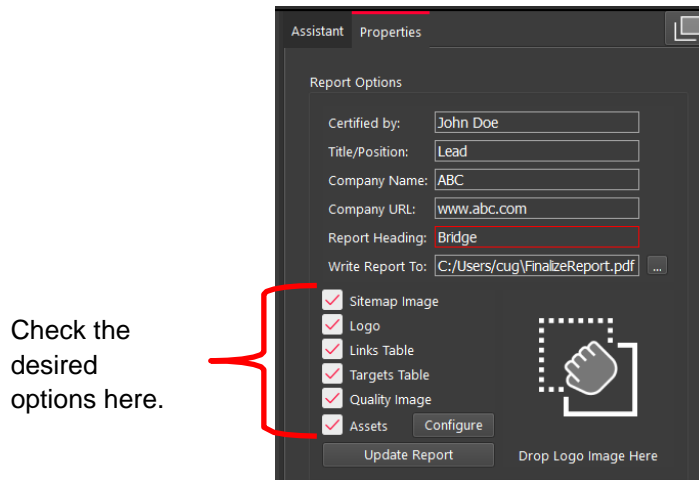 Assistant Properties
Report Options
Certified by: John Doe
Title/Position: Lead
Company Name: ABC
Company URL: www.abc.com
Report Heading: Bridge
Write Report To: C:/Users/cug\FinalizeReport.pdf ...
Sitemap Image
Logo
Links Table
Targets Table
Quality Image
Assets Configure
Update Report Drop Logo Image Here
Check the
desired
options here.